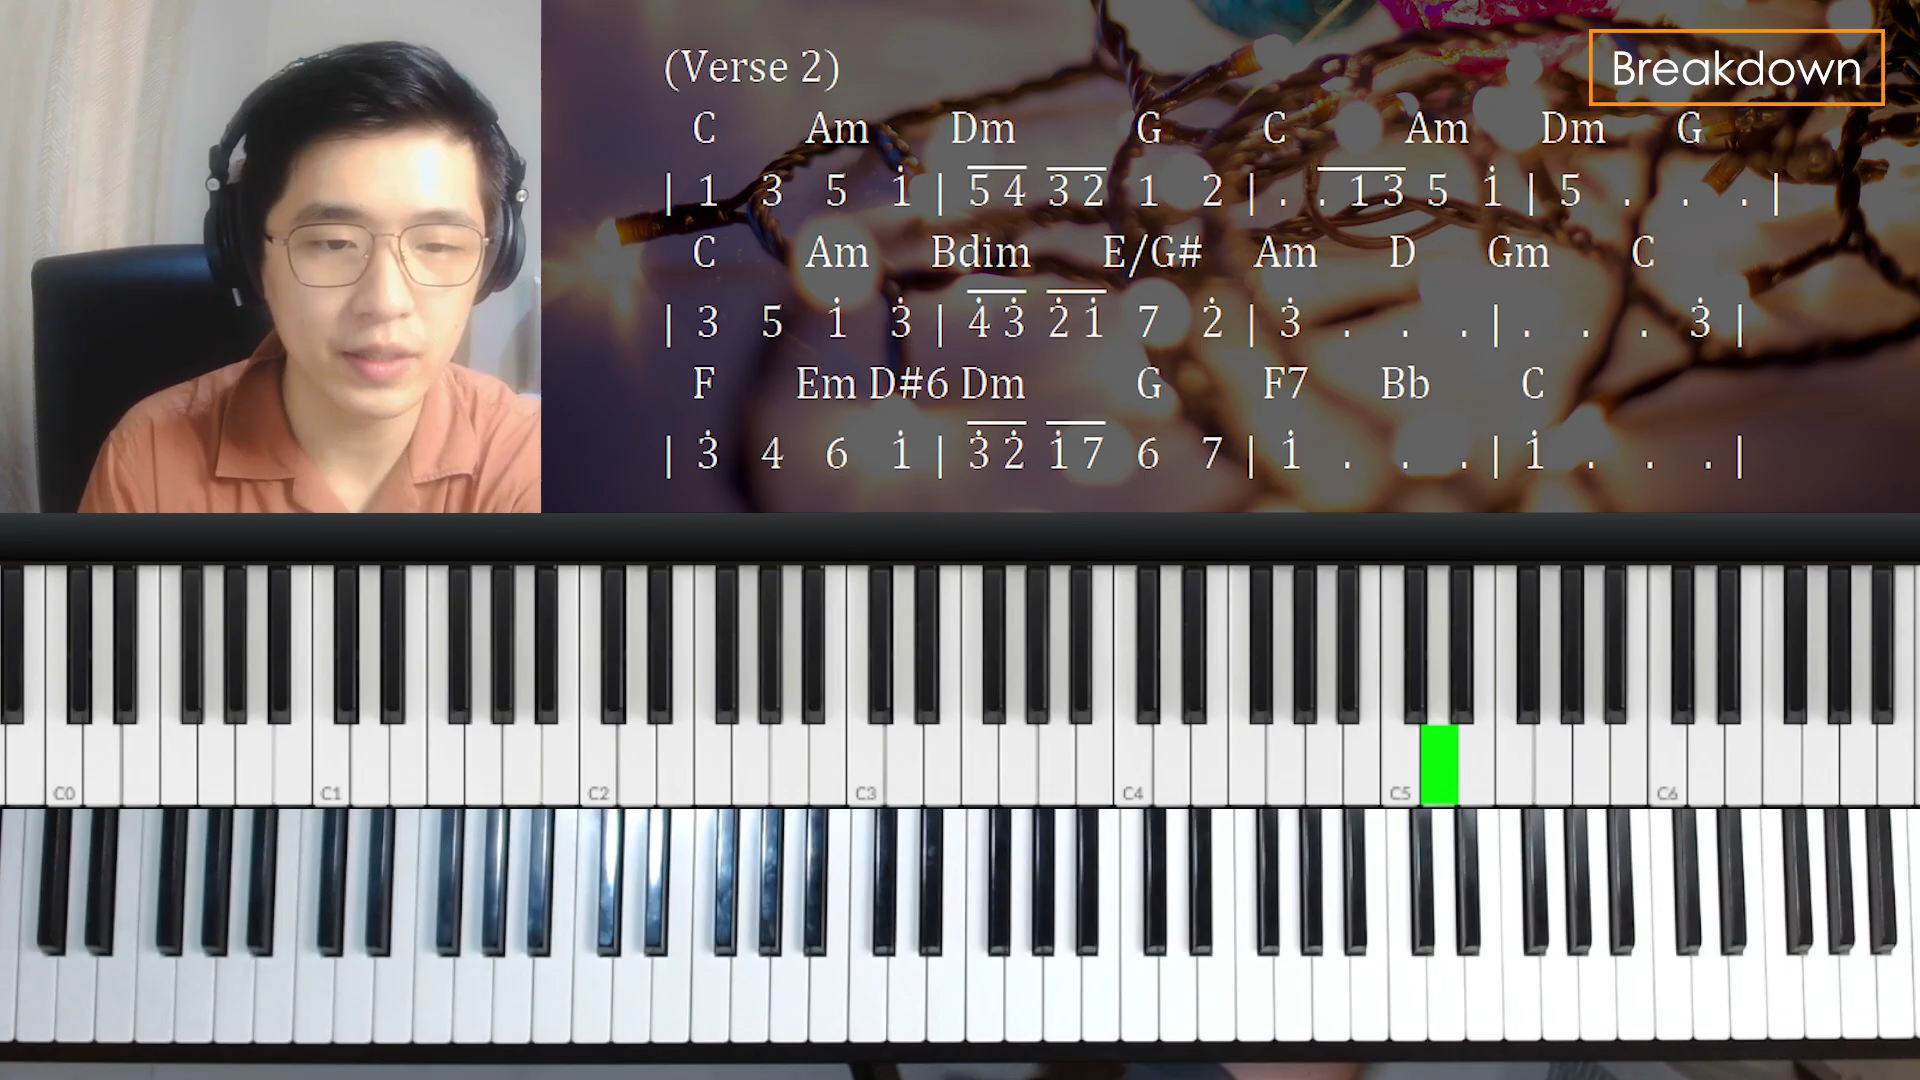 (Verse 2)
Breakdown
C Am Dm G C Am Dm G
| 1 3 5 1̇ | 5 4 3 2 1 2 | . . 1 3 5 1̇ | 5 . . . |
C Am Bdim E/G# Am D Gm C
| 3 5 1̇ 3̇ | 4̇ 3̇ 2̇ 1̇ 7 2̇ | 3̇ . . . | . . . 3̇ |
F Em D#6 Dm G F7 Bb C
| 3̇ 4 6 1̇ | 3̇ 2̇ 1̇ 7 6 7 | 1̇ . . . | 1̇ . . . |
C0 C1 C2 C3 C4 C5 C6